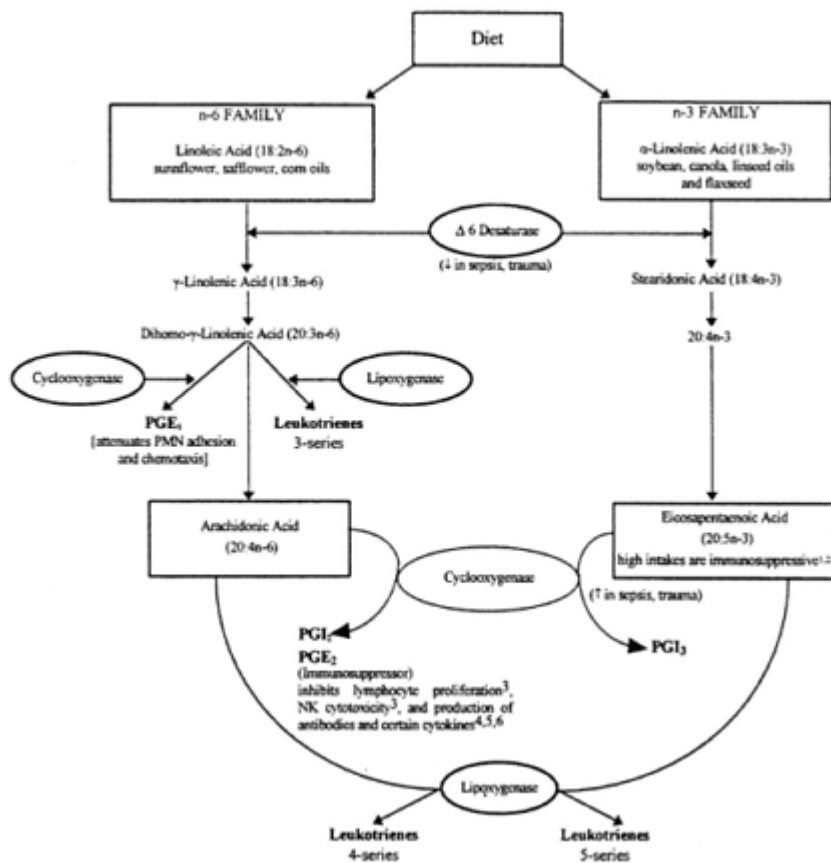 Diet
n-6 FAMILY
Linoleic Acid (18:2n-6)
sunnflower, safflower, corn oils
n-3 FAMILY
α-Linolenic Acid (18:3n-3)
soybean, canola, linseed oils
and flaxseed
Δ 6 Desaturase
(↓ in sepsis, trauma)
γ-Linolenic Acid (18:3n-6)
Stearidonic Acid (18:4n-3)
Dihomo-γ-Linolenic Acid (20:3n-6)
20:4n-3
Cyclooxygenase
Lipoxygenase
PGE₁
[attenuates PMN adhesion
and chemotaxis]
Leukotrienes
3-series
Arachidonic Acid
(20:4n-6)
Eicosapentaenoic Acid
(20:5n-3)
high intakes are immunosuppressive¹,²
Cyclooxygenase
(↑ in sepsis, trauma)
PGI₂
PGE₂
(Immunosuppressor)
inhibits lymphocyte proliferation³,
NK cytotoxicity³, and production of
antibodies and certain cytokines⁴,⁵,⁶
PGI₃
Lipoxygenase
Leukotrienes
4-series
Leukotrienes
5-series